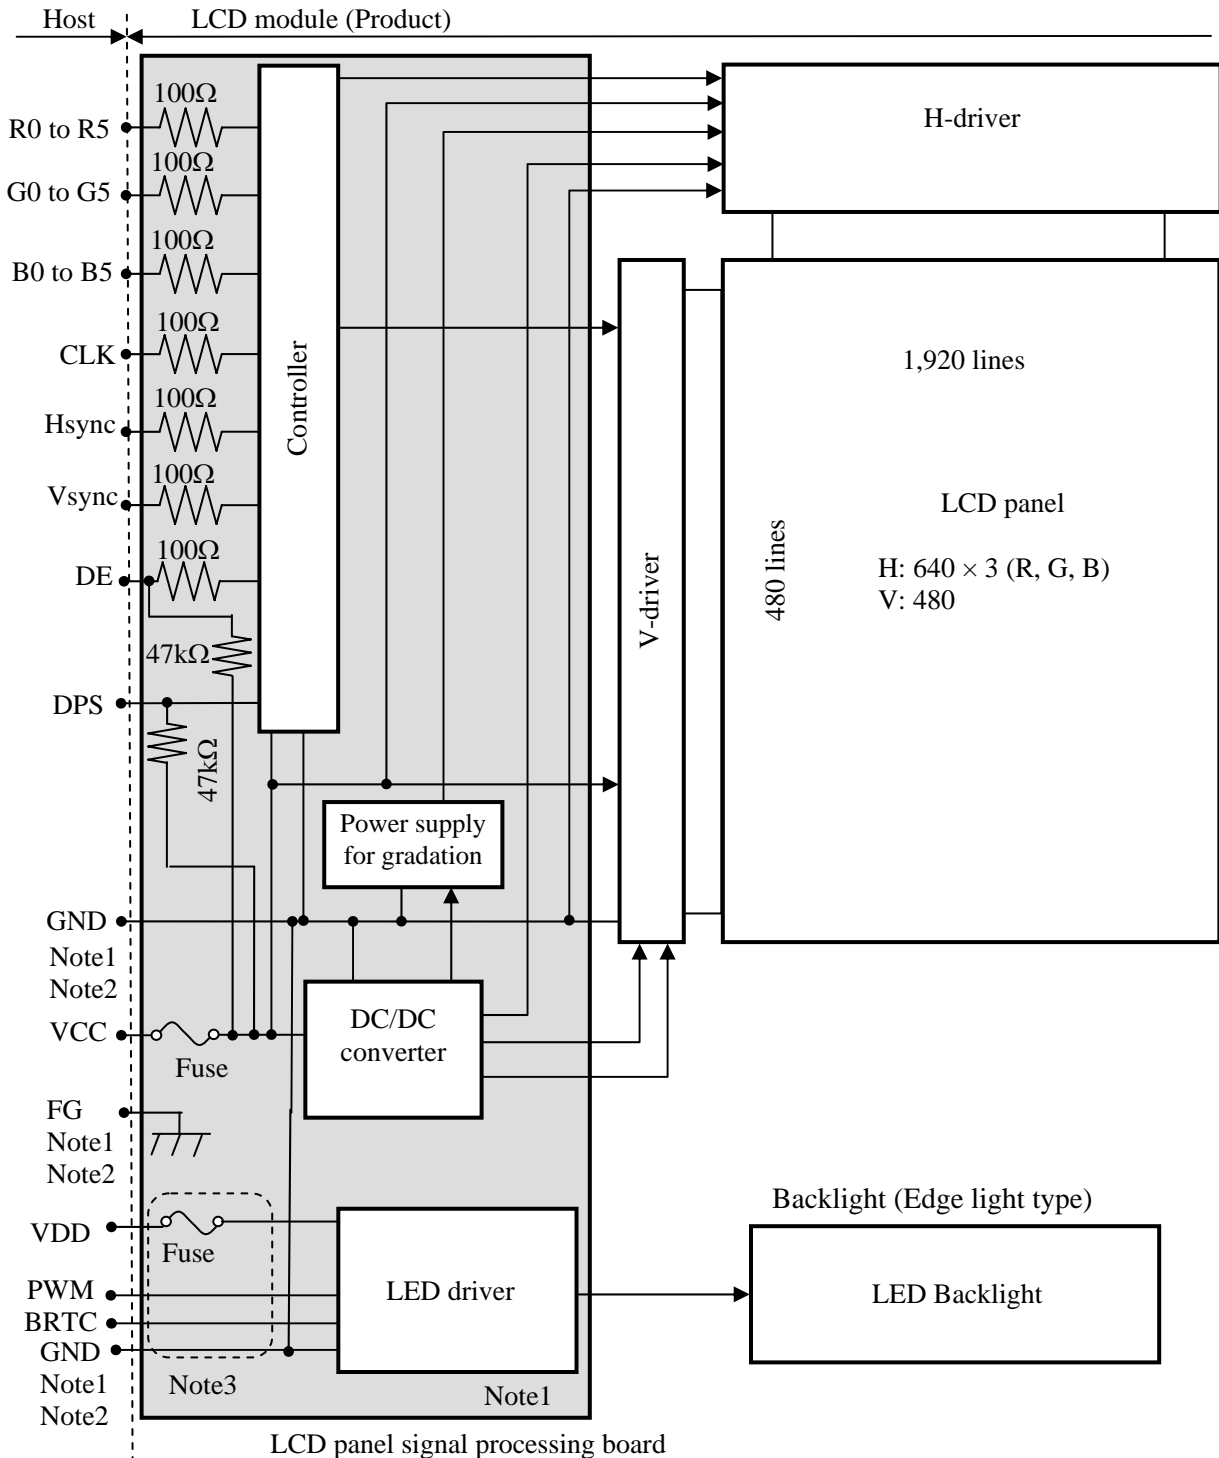 Host
LCD module (Product)
100Ω
R0 to R5
100Ω
G0 to G5
100Ω
B0 to B5
100Ω
CLK
100Ω
Hsync
100Ω
Vsync
100Ω
DE
47kΩ
DPS
47kΩ
Controller
H-driver
V-driver
1,920 lines
480 lines
LCD panel
H: 640 × 3 (R, G, B)
V: 480
Power supply
for gradation
GND
Note1
Note2
VCC
Fuse
DC/DC
converter
FG
Note1
Note2
VDD
Fuse
PWM
BRTC
GND
Note1
Note2
Note3
LED driver
Note1
Backlight (Edge light type)
LED Backlight
LCD panel signal processing board